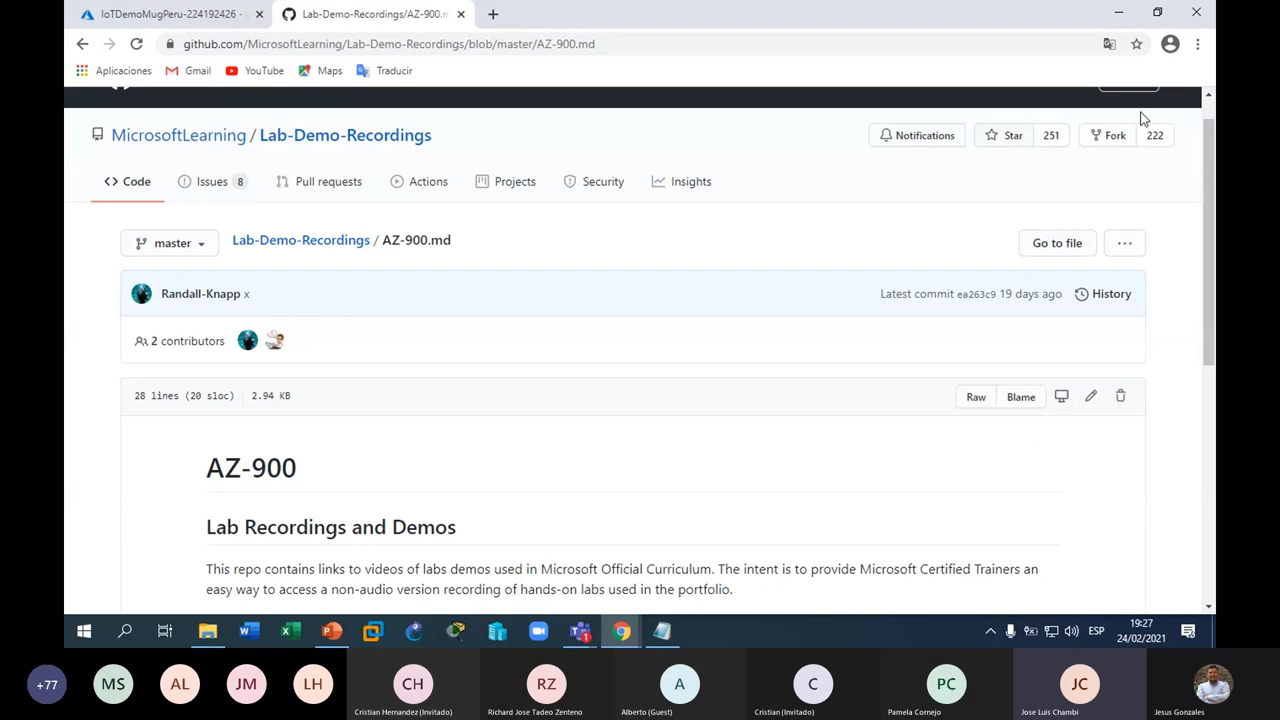 IoTDemoMugPeru-224192426 -
Lab-Demo-Recordings/AZ-900.m
github.com/MicrosoftLearning/Lab-Demo-Recordings/blob/master/AZ-900.md
Aplicaciones Gmail YouTube Maps Traducir
MicrosoftLearning / Lab-Demo-Recordings
Notifications Star 251 Fork 222
Code Issues 8 Pull requests Actions Projects Security Insights
master Lab-Demo-Recordings / AZ-900.md Go to file ...
Randall-Knapp x Latest commit ea263c9 19 days ago History
2 contributors
28 lines (20 sloc) 2.94 KB Raw Blame
AZ-900
Lab Recordings and Demos
This repo contains links to videos of labs demos used in Microsoft Official Curriculum. The intent is to provide Microsoft Certified Trainers an
easy way to access a non-audio version recording of hands-on labs used in the portfolio.
ESP 19:27
24/02/2021
+77 MS AL JM LH CH RZ A C PC JC
Cristian Hernandez (Invitado) Richard Jose Tadeo Zenteno Alberto (Guest) Cristian (Invitado) Pamela Cornejo Jose Luis Chambi Jesus Gonzales